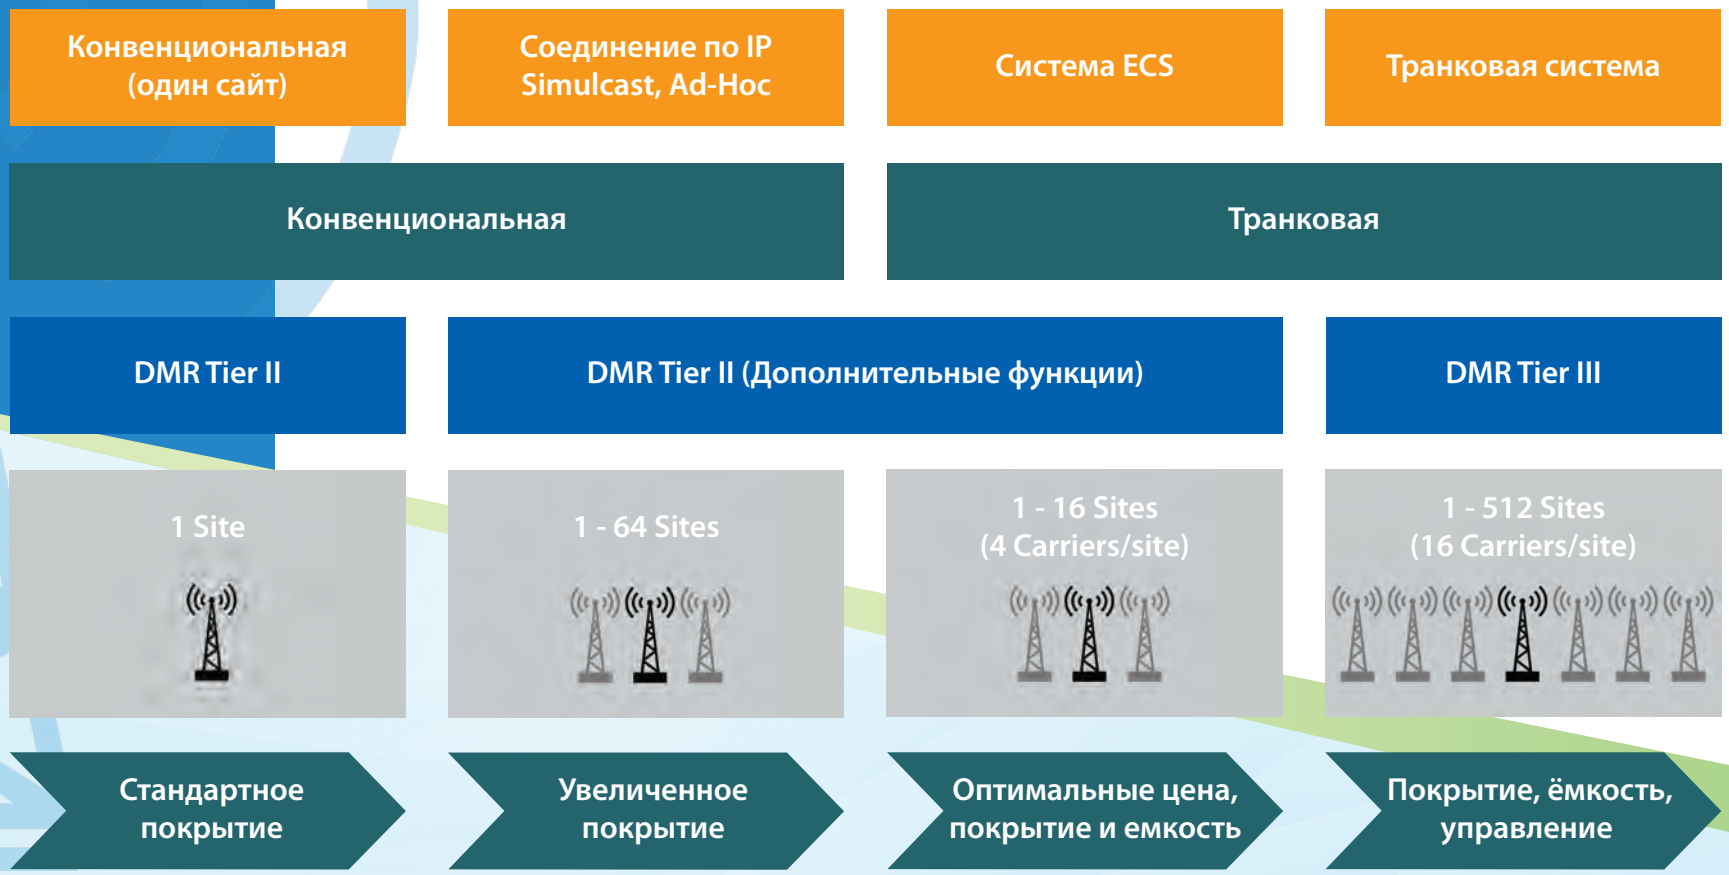 Конвенциональная
(один сайт)
Соединение по IP
Simulcast, Ad-Hoc
Система ECS
Транковая система
Конвенциональная
Транковая
DMR Tier II
DMR Tier II (Дополнительные функции)
DMR Tier III
1 Site
1 - 64 Sites
1 - 16 Sites
(4 Carriers/site)
1 - 512 Sites
(16 Carriers/site)
Стандартное
покрытие
Увеличенное
покрытие
Оптимальные цена,
покрытие и емкость
Покрытие, ёмкость,
управление